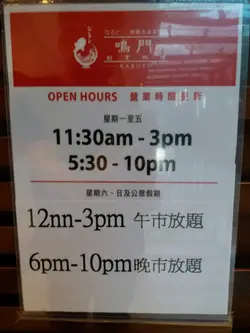 鳴門
NARUTO
OPEN HOURS 營業時間更新
星期一至五
11:30am - 3pm
5:30 - 10pm
星期六、日及公眾假期
12nn-3pm 午市放題
6pm-10pm 晚市放題